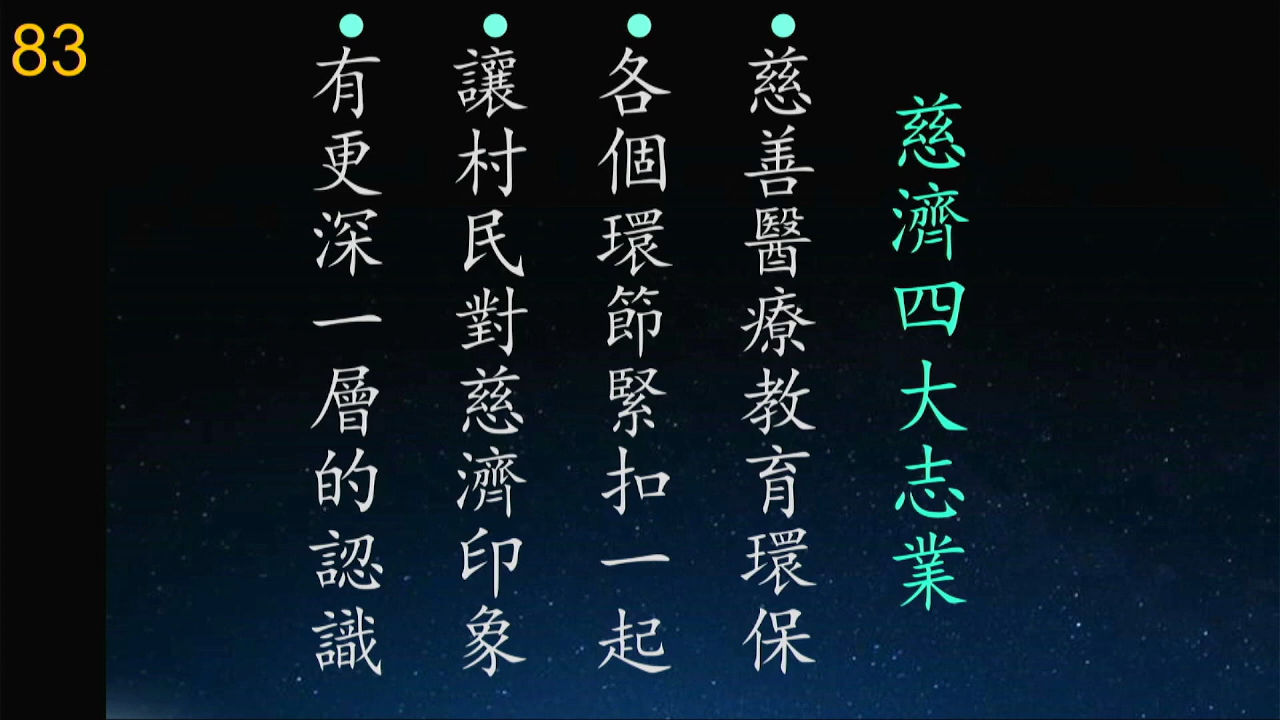 83
慈濟四大志業
慈善醫療教育環保
各個環節緊扣一起
讓村民對慈濟印象
有更深一層的認識